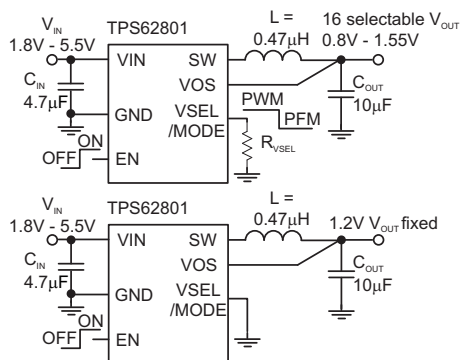 V_IN
1.8V - 5.5V
TPS62801
L =
0.47μH
16 selectable V_OUT
0.8V - 1.55V
VIN
SW
C_IN
4.7μF
VOS
C_OUT
10μF
GND
VSEL
/MODE
PWM
PFM
R_VSEL
ON
OFF
EN
V_IN
1.8V - 5.5V
TPS62801
L =
0.47μH
1.2V V_OUT fixed
VIN
SW
C_IN
4.7μF
VOS
C_OUT
10μF
GND
VSEL
/MODE
ON
OFF
EN